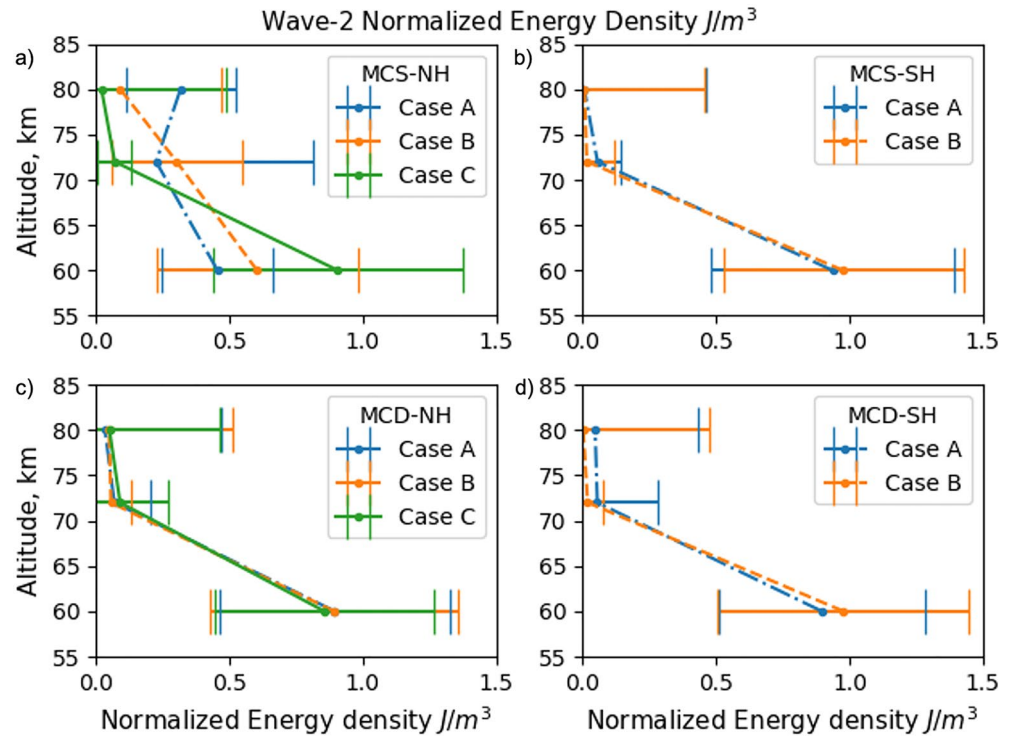 Wave-2 Normalized Energy Density J/m³
a)
85
80
75
70
65
60
55
Altitude, km
0.0 0.5 1.0 1.5
MCS-NH
Case A
Case B
Case C
b)
85
80
75
70
65
60
55
0.0 0.5 1.0 1.5
MCS-SH
Case A
Case B
c)
85
80
75
70
65
60
55
Altitude, km
0.0 0.5 1.0 1.5
Normalized Energy density J/m³
MCD-NH
Case A
Case B
Case C
d)
85
80
75
70
65
60
55
0.0 0.5 1.0 1.5
Normalized Energy density J/m³
MCD-SH
Case A
Case B